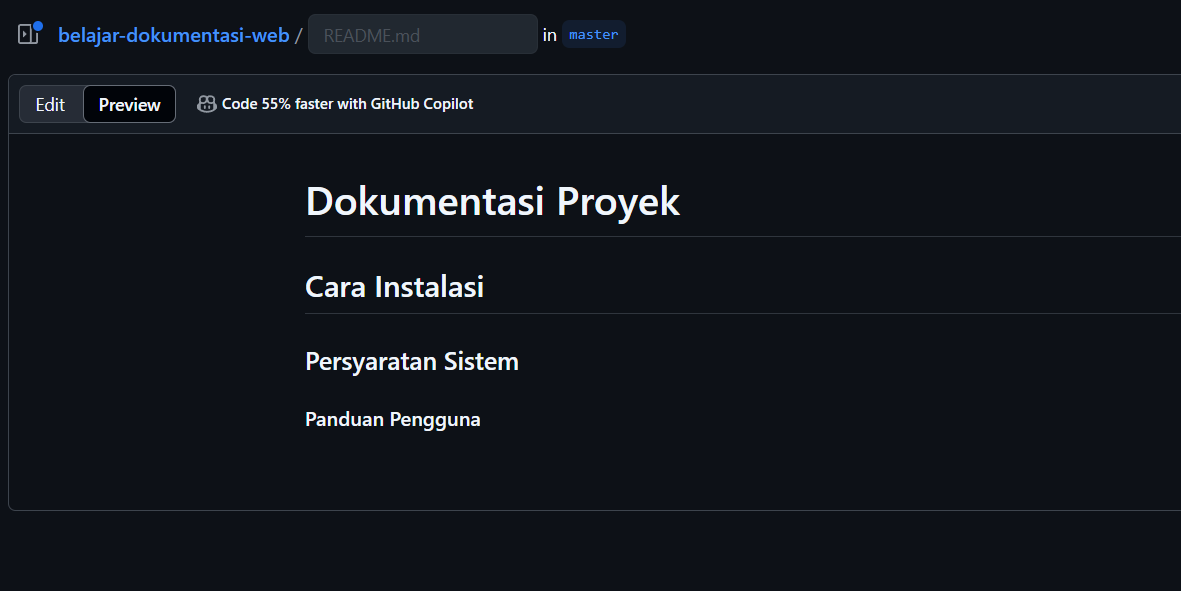 belajar-dokumentasi-web / README.md in master
Edit Preview Code 55% faster with GitHub Copilot
Dokumentasi Proyek
Cara Instalasi
Persyaratan Sistem
Panduan Pengguna